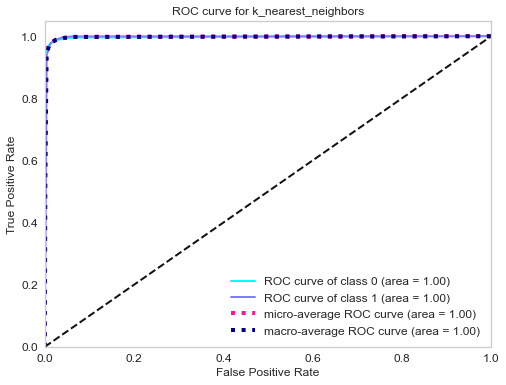 ROC curve for k_nearest_neighbors
True Positive Rate
1.0
0.8
0.6
0.4
0.2
0.0
ROC curve of class 0 (area = 1.00)
ROC curve of class 1 (area = 1.00)
micro-average ROC curve (area = 1.00)
macro-average ROC curve (area = 1.00)
0.0 0.2 0.4 0.6 0.8 1.0
False Positive Rate